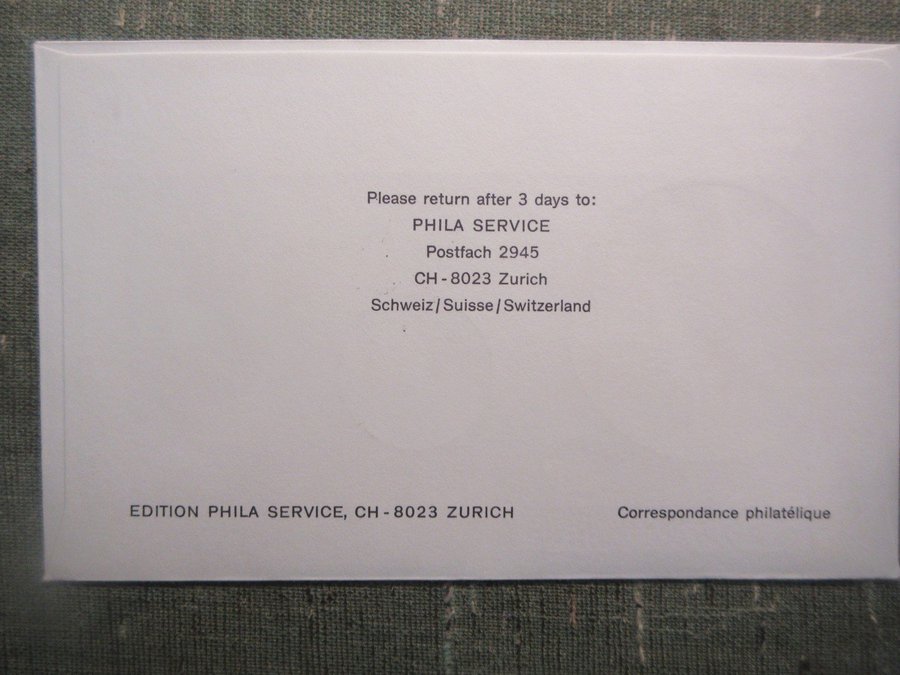 Please return after 3 days to:
PHILA SERVICE
Postfach 2945
CH-8023 Zurich
Schweiz/Suisse/Switzerland
EDITION PHILA SERVICE, CH-8023 ZURICH
Correspondance philatélique